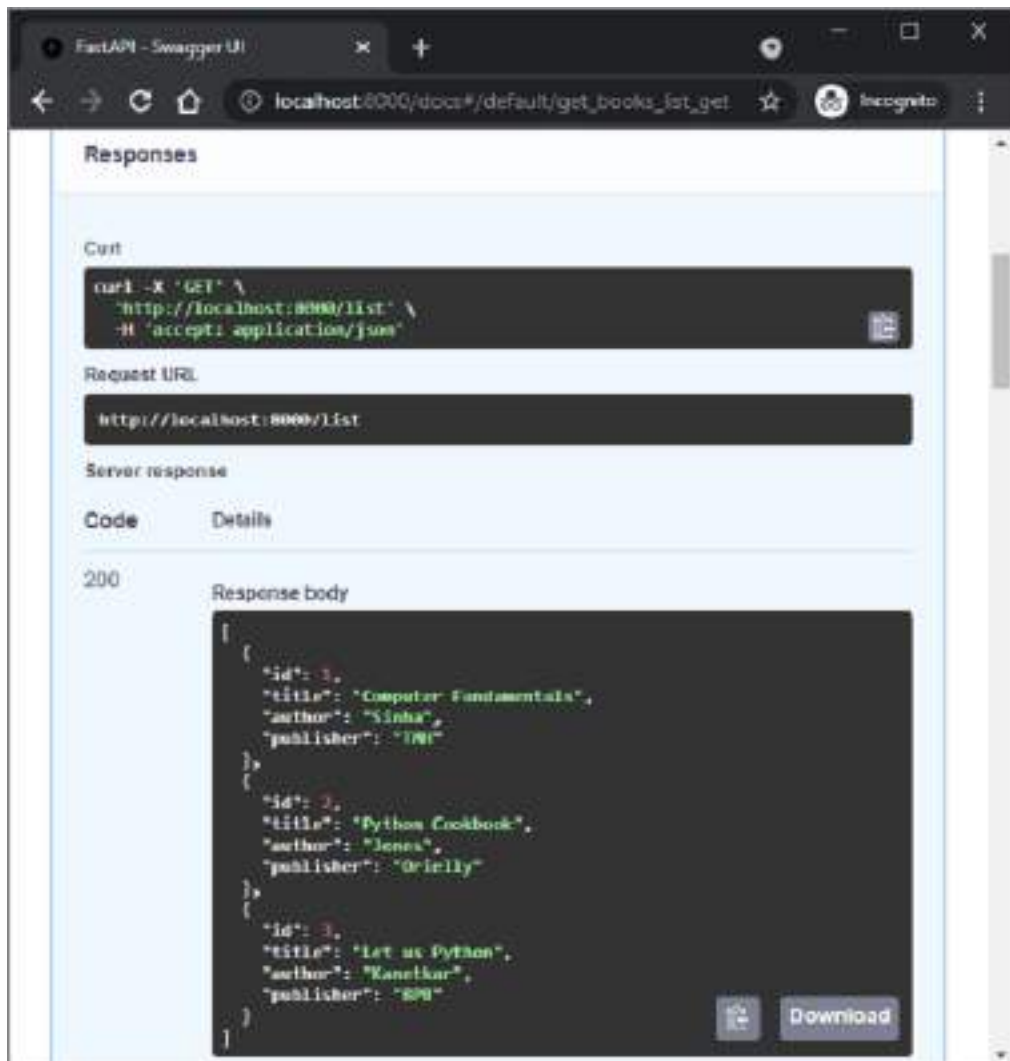 FastAPI - Swagger UI
localhost:8000/docs#/default/get_books_list_get
Incognito
Responses
Curl
curl -X 'GET' \
'http://localhost:8000/list' \
-H 'accept: application/json'
Request URL
http://localhost:8000/list
Server response
Code Details
200
Response body
[
{
"id": 1,
"title": "Computer Fundamentals",
"author": "Sinha",
"publisher": "TMH"
},
{
"id": 2,
"title": "Python Cookbook",
"author": "Jones",
"publisher": "Orielly"
},
{
"id": 3,
"title": "Let us Python",
"author": "Kanetkar",
"publisher": "BPB"
}
]
Download